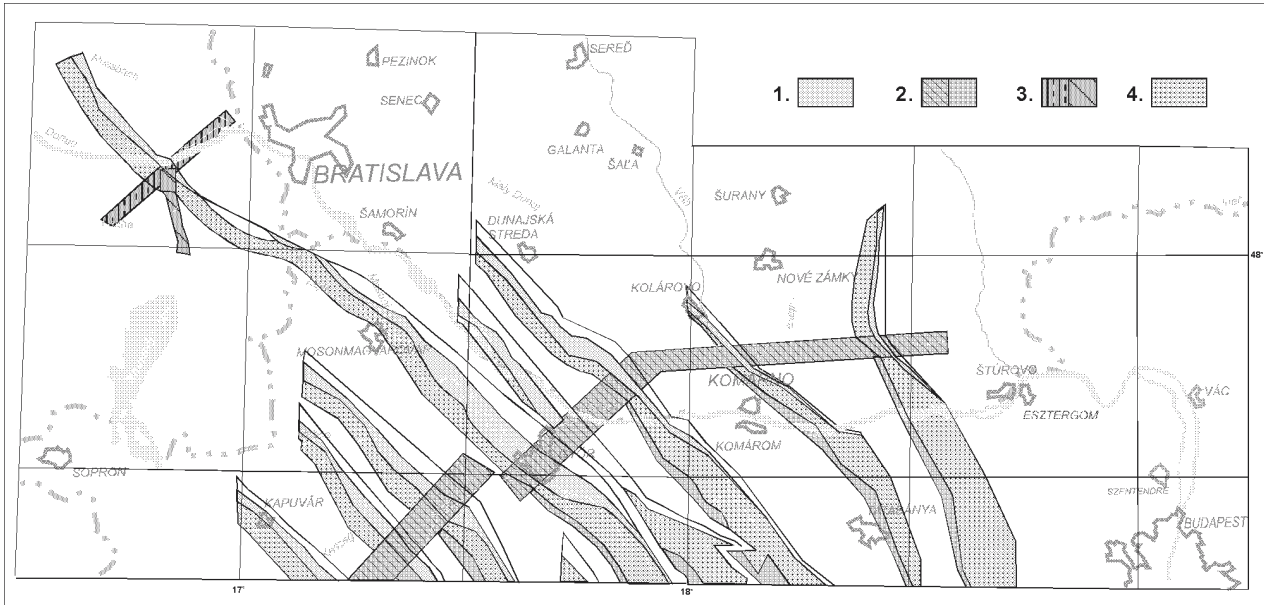 SEREĎ
PEZINOK
1.
2.
3.
4.
SENEC
GALANTA
ŠAĽA
BRATISLAVA
Malý Dunaj
Váh
ŠURANY
ŠAMORÍN
DUNAJSKÁ
STREDA
48°
NOVÉ ZÁMKY
KOLÁROVO
KOMÁRNO
ŠTÚROVO
VÁC
ESZTERGOM
KOMÁROM
SOPRON
KAPUVÁR
SZENTENDRE
BUDAPEST
17°
18°